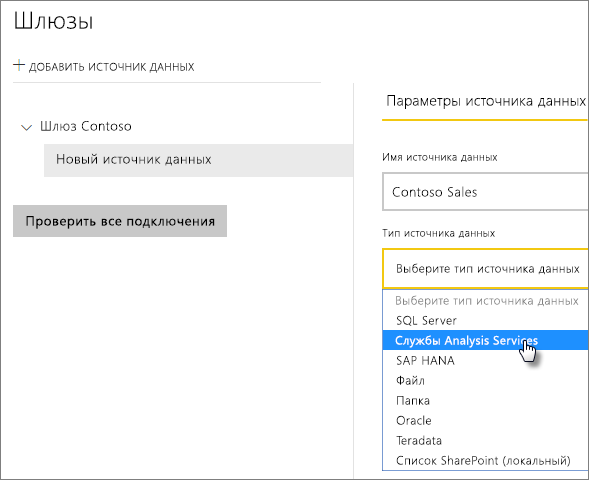 Шлюзы
+ ДОБАВИТЬ ИСТОЧНИК ДАННЫХ
Шлюз Contoso
Новый источник данных
Проверить все подключения
Параметры источника данных
Имя источника данных
Contoso Sales
Тип источника данных
Выберите тип источника данных
Выберите тип источника данных
SQL Server
Службы Analysis Services
SAP HANA
Файл
Папка
Oracle
Teradata
Список SharePoint (локальный)